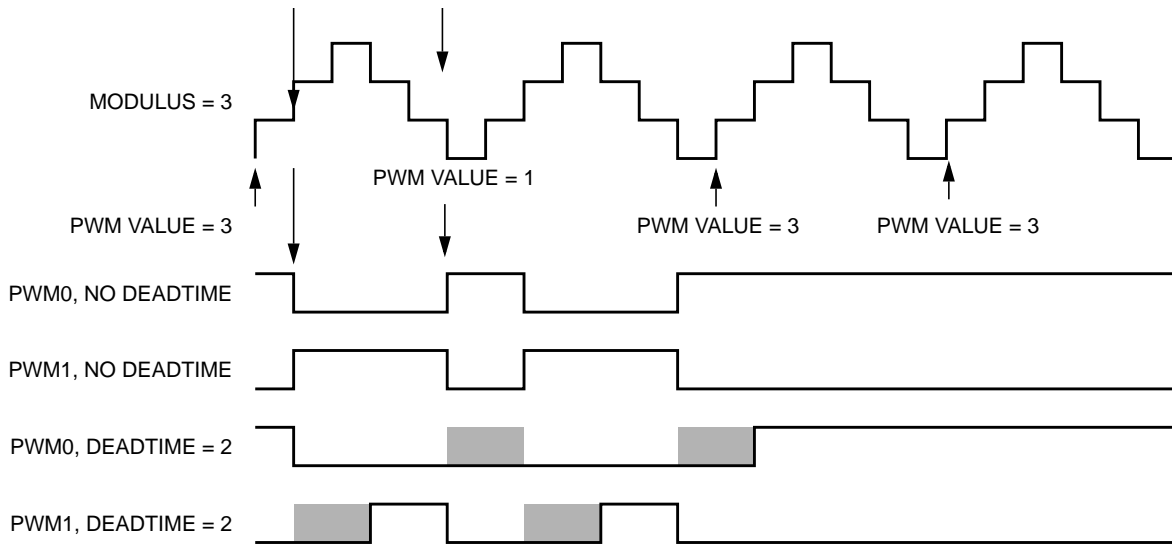 MODULUS = 3
PWM VALUE = 1
PWM VALUE = 3
PWM VALUE = 3
PWM VALUE = 3
PWM0, NO DEADTIME
PWM1, NO DEADTIME
PWM0, DEADTIME = 2
PWM1, DEADTIME = 2